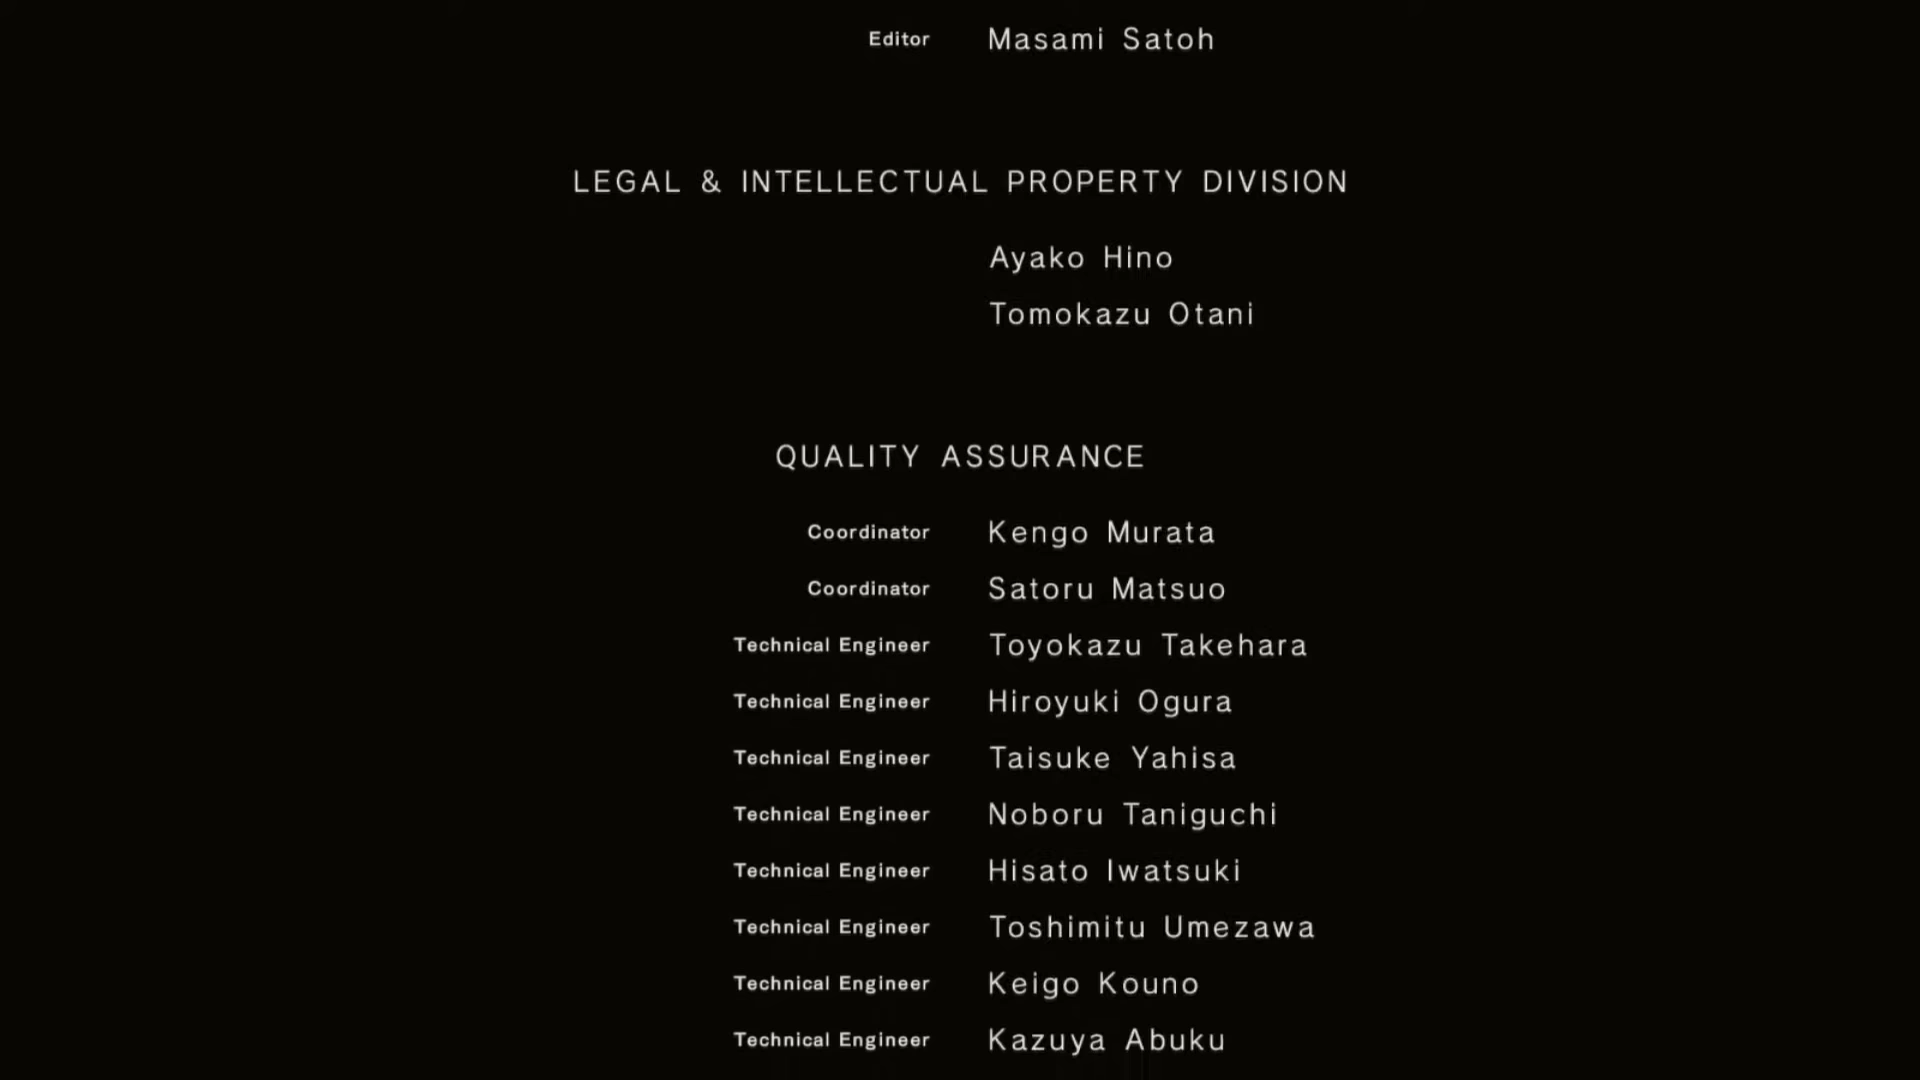 Editor Masami Satoh
LEGAL & INTELLECTUAL PROPERTY DIVISION
Ayako Hino
Tomokazu Otani
QUALITY ASSURANCE
Coordinator Kengo Murata
Coordinator Satoru Matsuo
Technical Engineer Toyokazu Takehara
Technical Engineer Hiroyuki Ogura
Technical Engineer Taisuke Yahisa
Technical Engineer Noboru Taniguchi
Technical Engineer Hisato Iwatsuki
Technical Engineer Toshimitu Umezawa
Technical Engineer Keigo Kouno
Technical Engineer Kazuya Abuku